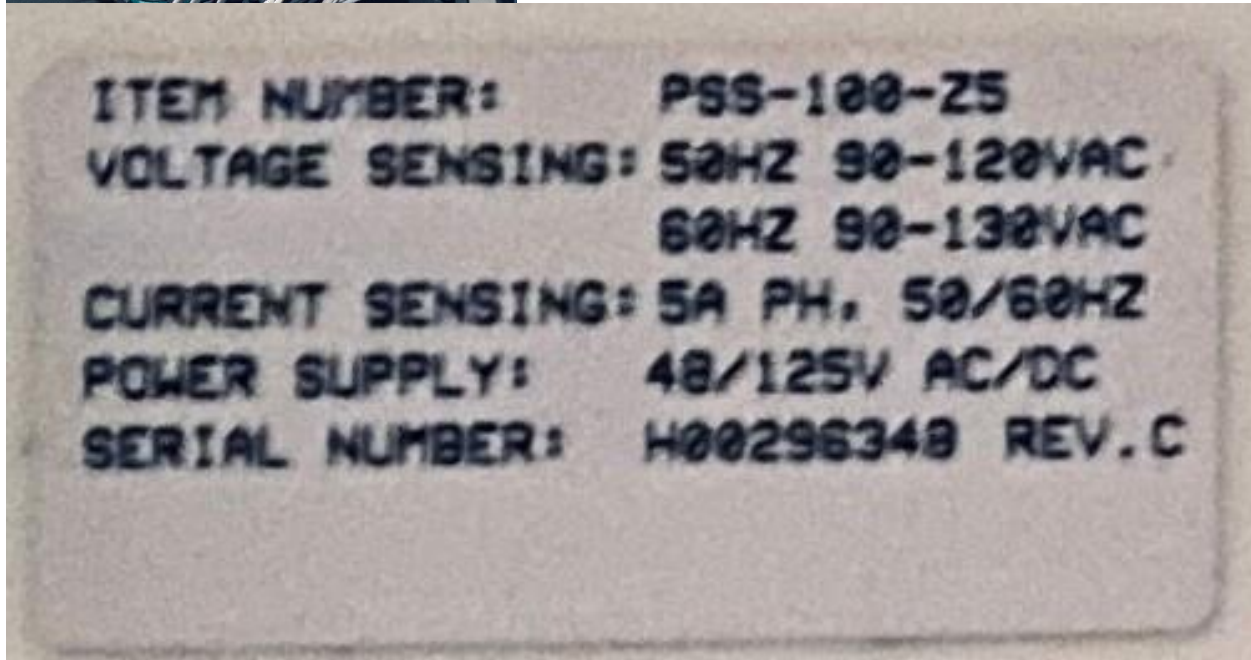 ITEM NUMBER: PSS-100-Z5
VOLTAGE SENSING: 50HZ 90-120VAC
60HZ 90-130VAC
CURRENT SENSING: 5A PH, 50/60HZ
POWER SUPPLY: 48/125V AC/DC
SERIAL NUMBER: H00296348 REV.C